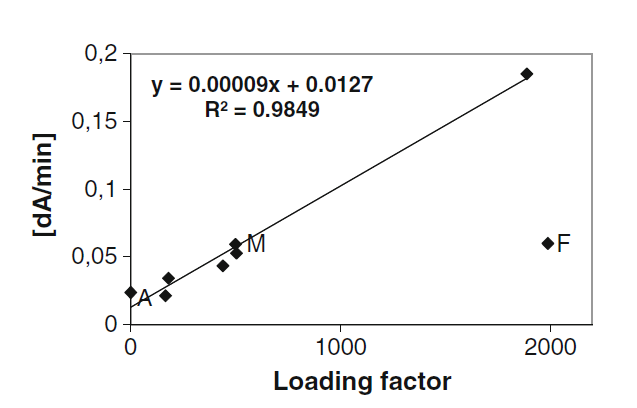 0,2
y = 0.00009x + 0.0127
R² = 0.9849
0,15
[dA/min]
0,1
M
F
0,05
A
0
0 1000 2000
Loading factor